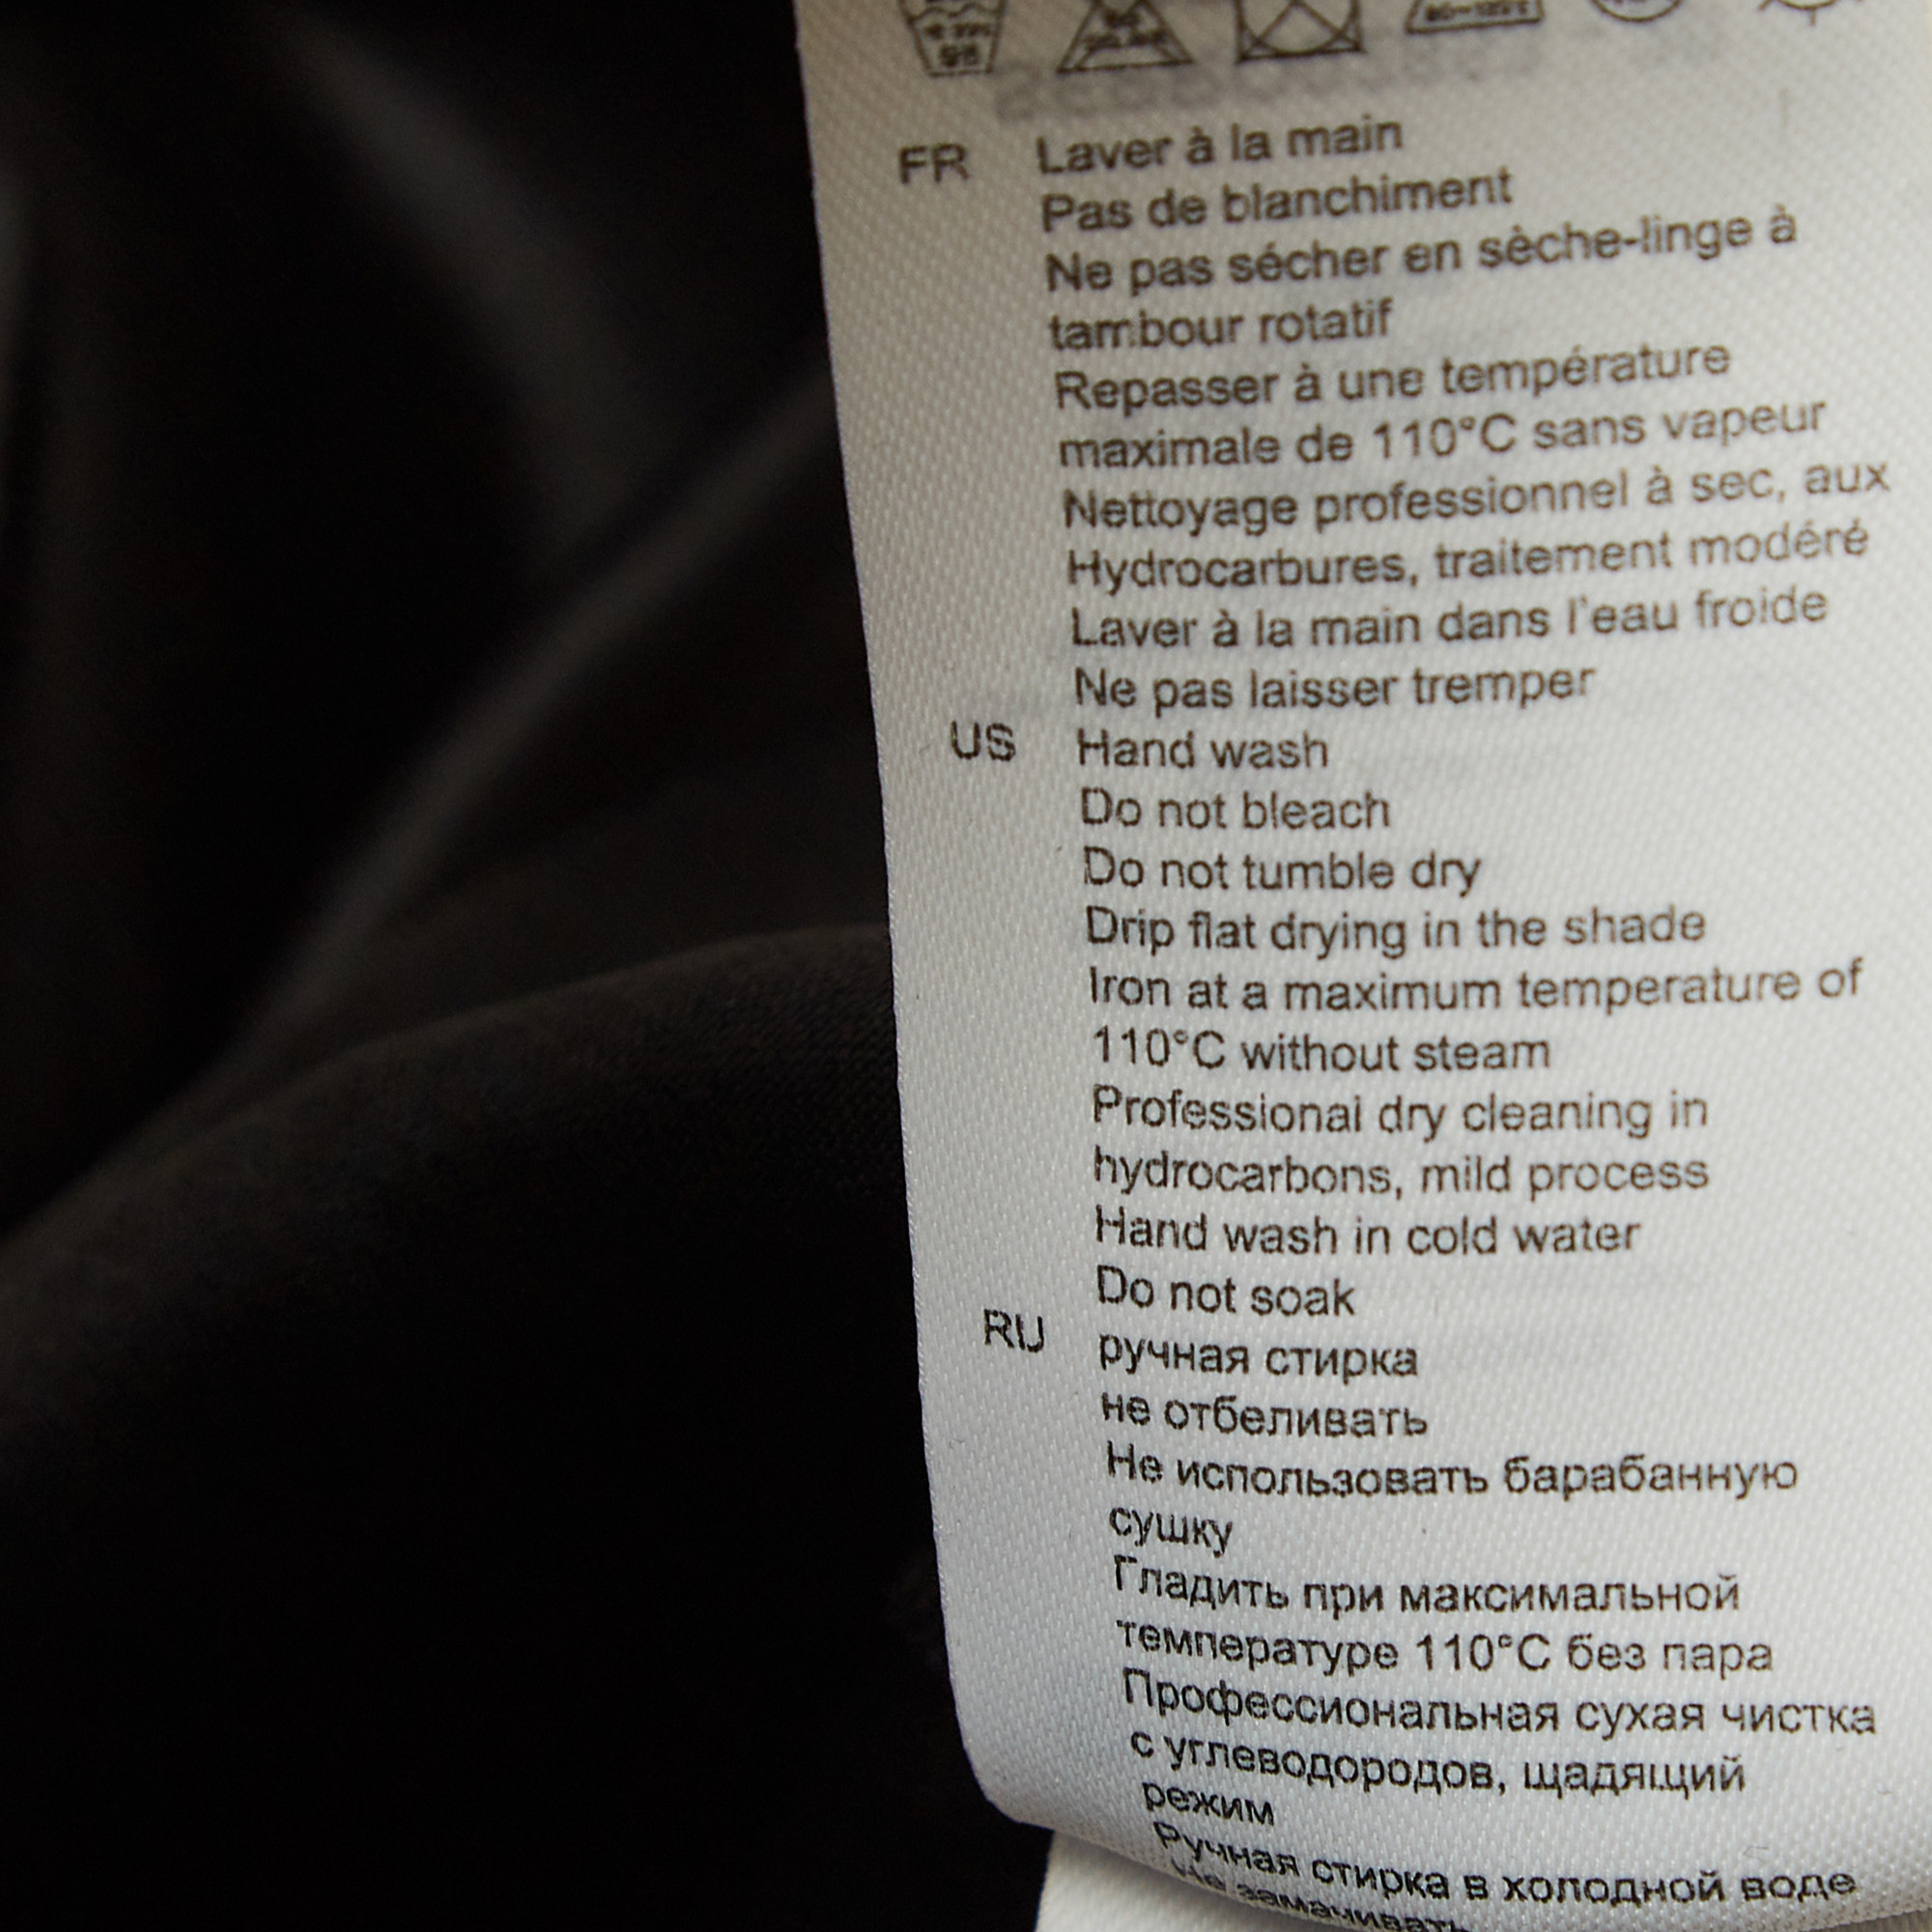 FR Laver à la main
Pas de blanchiment
Ne pas sécher en sèche-linge à
tambour rotatif
Repasser à une température
maximale de 110°C sans vapeur
Nettoyage professionnel à sec, aux
Hydrocarbures, traitement modéré
Laver à la main dans l'eau froide
Ne pas laisser tremper
US Hand wash
Do not bleach
Do not tumble dry
Drip flat drying in the shade
Iron at a maximum temperature of
110°C without steam
Professional dry cleaning in
hydrocarbons, mild process
Hand wash in cold water
Do not soak
RU ручная стирка
не отбеливать
Не использовать барабанную
сушку
Гладить при максимальной
температуре 110°C без пара
Профессиональная сухая чистка
с углеводородов, щадящий
режим
Ручная стирка в холодной воде
Не замачивать